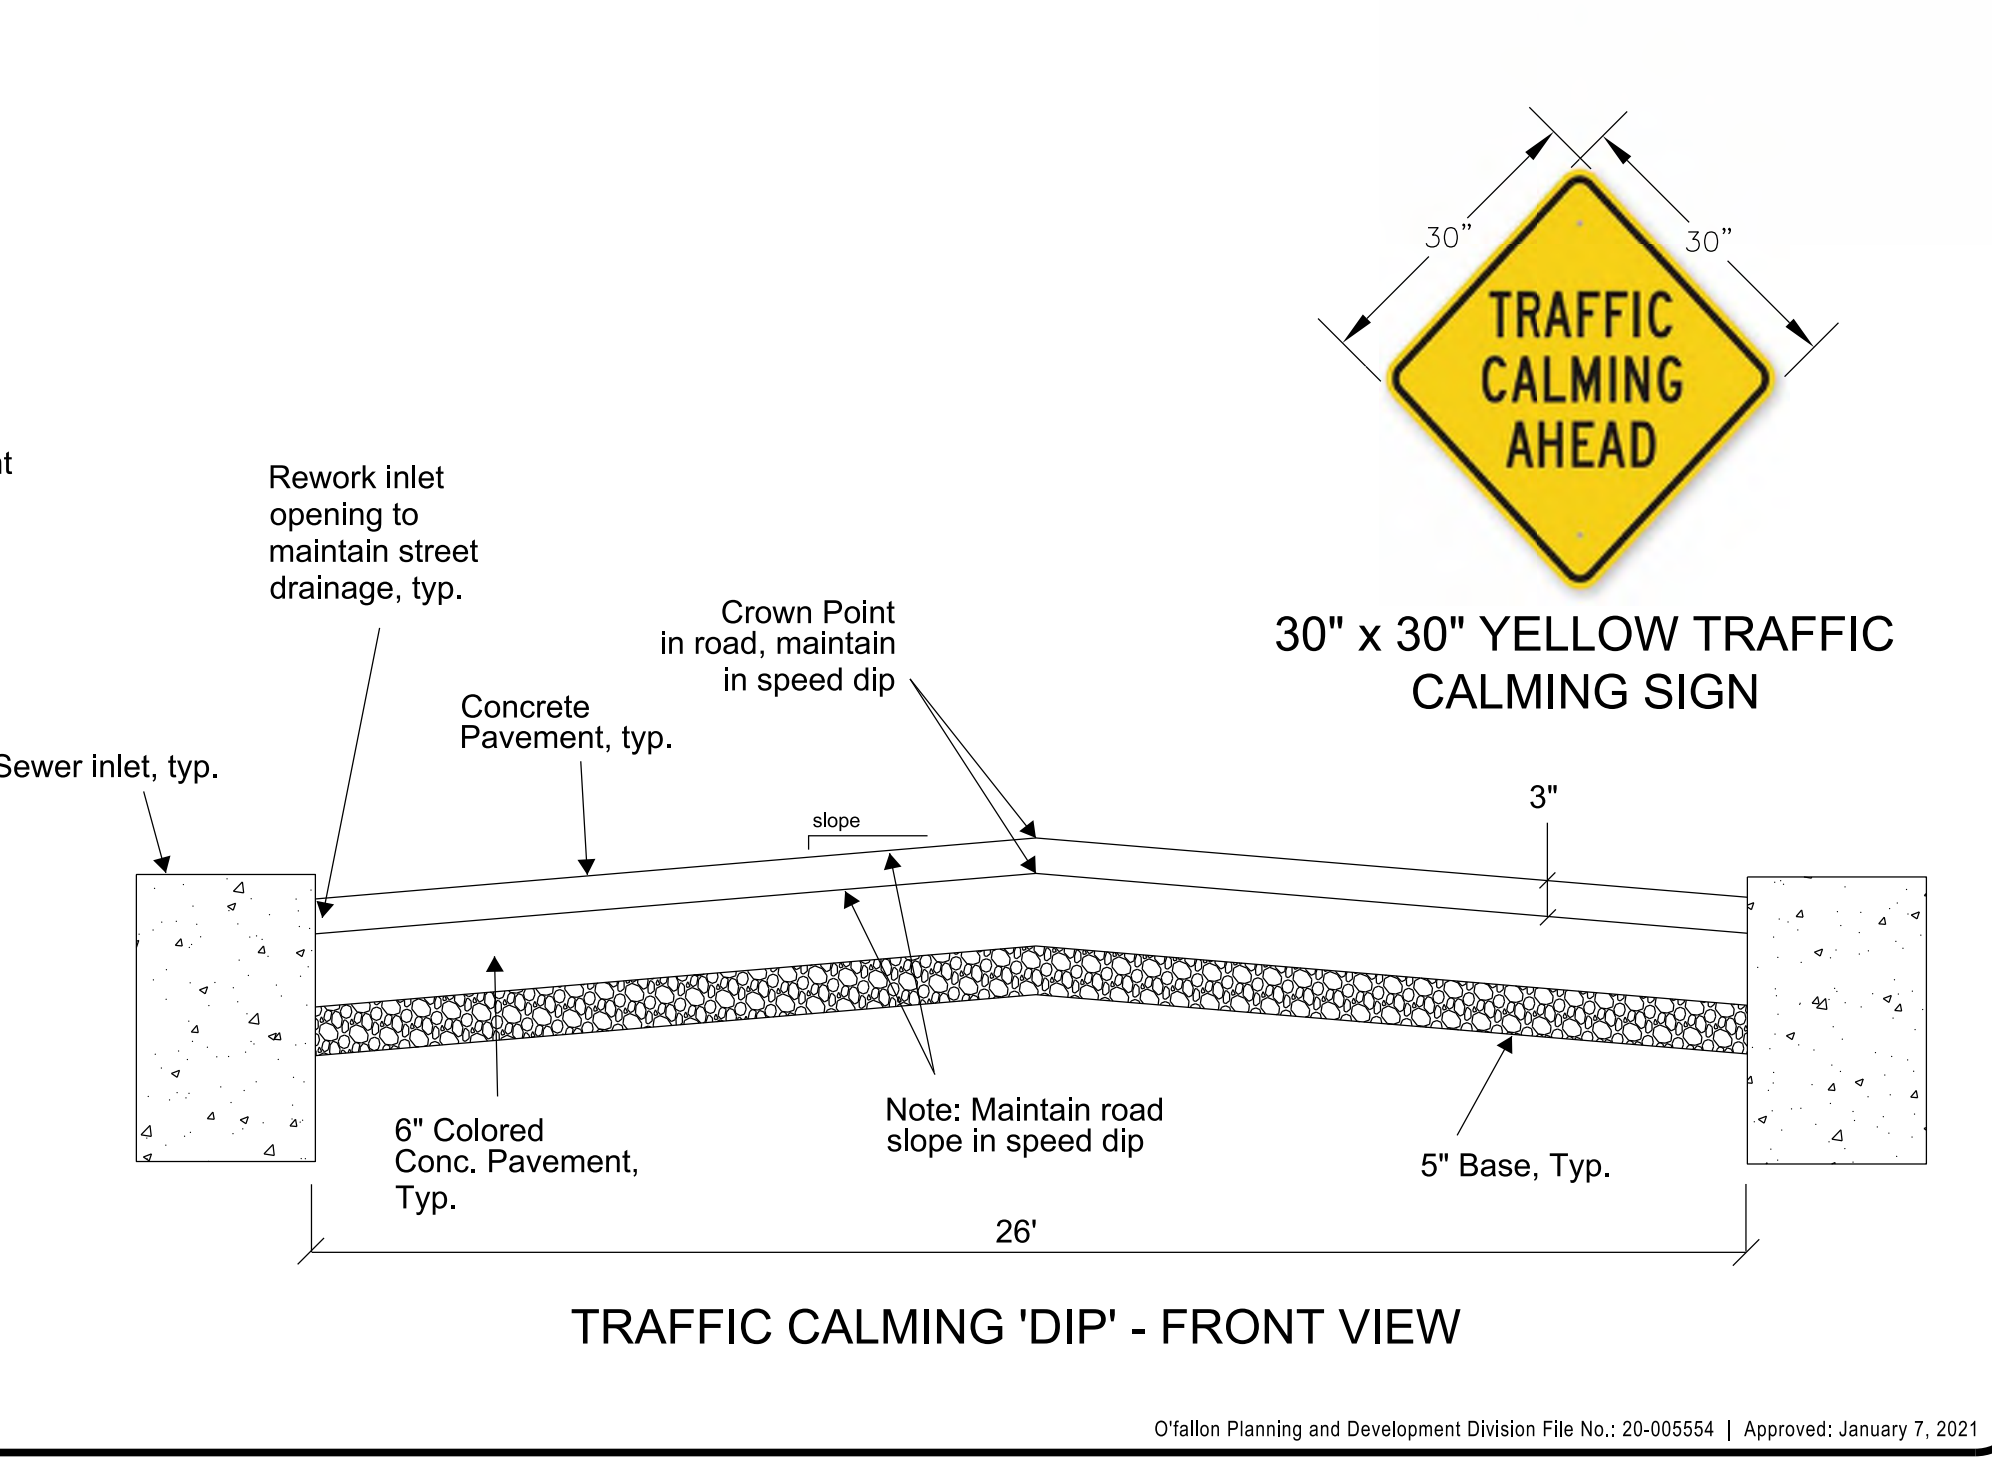 30”
30”
TRAFFIC
CALMING
AHEAD
30" x 30" YELLOW TRAFFIC
CALMING SIGN
Rework inlet
opening to
maintain street
drainage, typ.
Crown Point
in road, maintain
in speed dip
Concrete
Pavement, typ.
Sewer inlet, typ.
slope
3"
6" Colored
Conc. Pavement,
Typ.
Note: Maintain road
slope in speed dip
5" Base, Typ.
26'
TRAFFIC CALMING 'DIP' - FRONT VIEW
O'fallon Planning and Development Division File No.: 20-005554 | Approved: January 7, 2021